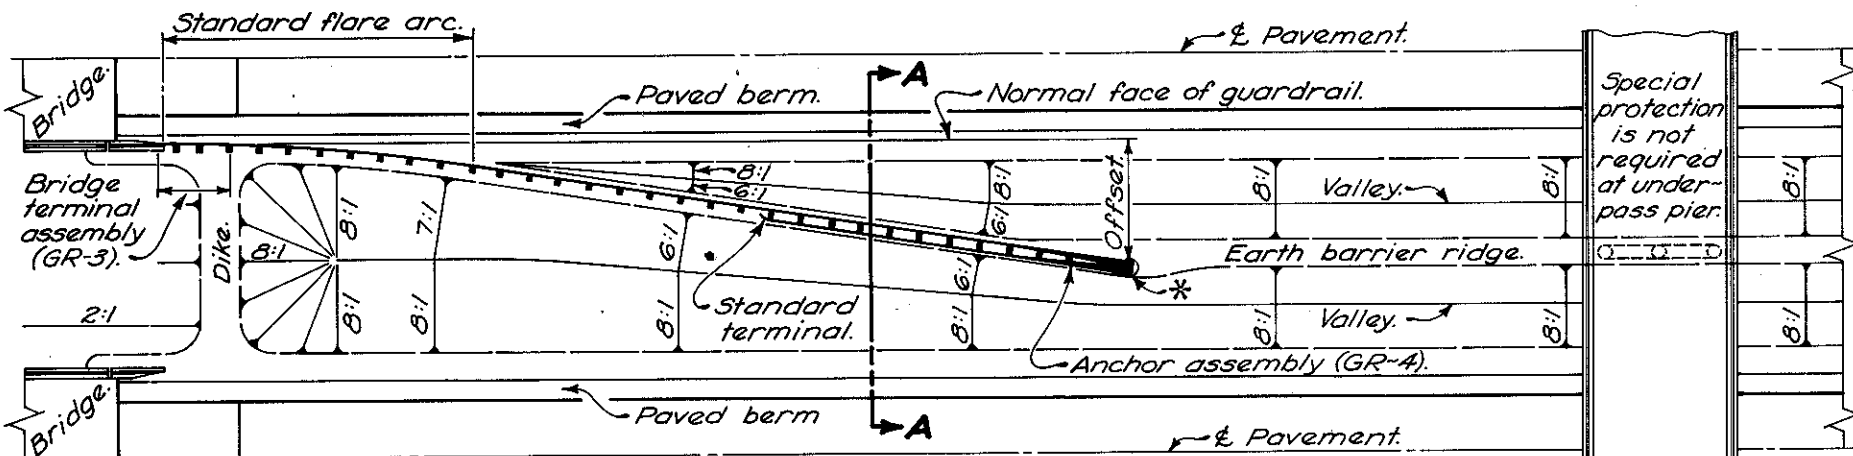 Standard flare arc.
℄ Pavement.
A
Bridge.
Paved berm.
Normal face of guardrail.
Special
protection
is not
required
at under-
pass pier.
Bridge
terminal
assembly
(GR-3).
Dike.
8:1
8:1
8:1
7:1
8:1
6:1
8:1
6:1
8:1
8:1
6:1
Offset.
8:1
Valley.
8:1
8:1
Earth barrier ridge.
*
2:1
Standard
terminal.
6:1
8:1
8:1
Valley.
8:1
8:1
Anchor assembly (GR-4).
Bridge.
Paved berm
A
℄ Pavement.